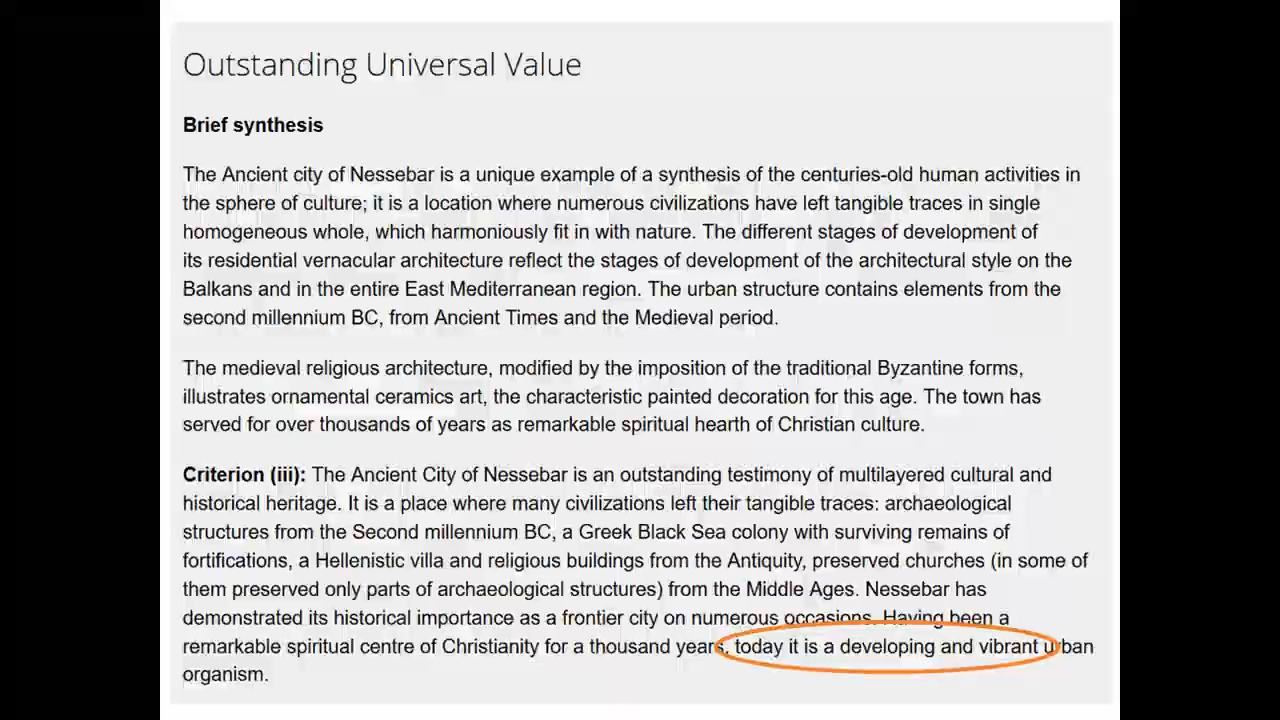 Outstanding Universal Value
Brief synthesis
The Ancient city of Nessebar is a unique example of a synthesis of the centuries-old human activities in
the sphere of culture; it is a location where numerous civilizations have left tangible traces in single
homogeneous whole, which harmoniously fit in with nature. The different stages of development of
its residential vernacular architecture reflect the stages of development of the architectural style on the
Balkans and in the entire East Mediterranean region. The urban structure contains elements from the
second millennium BC, from Ancient Times and the Medieval period.
The medieval religious architecture, modified by the imposition of the traditional Byzantine forms,
illustrates ornamental ceramics art, the characteristic painted decoration for this age. The town has
served for over thousands of years as remarkable spiritual hearth of Christian culture.
Criterion (iii): The Ancient City of Nessebar is an outstanding testimony of multilayered cultural and
historical heritage. It is a place where many civilizations left their tangible traces: archaeological
structures from the Second millennium BC, a Greek Black Sea colony with surviving remains of
fortifications, a Hellenistic villa and religious buildings from the Antiquity, preserved churches (in some of
them preserved only parts of archaeological structures) from the Middle Ages. Nessebar has
demonstrated its historical importance as a frontier city on numerous occasions. Having been a
remarkable spiritual centre of Christianity for a thousand years, today it is a developing and vibrant urban
organism.